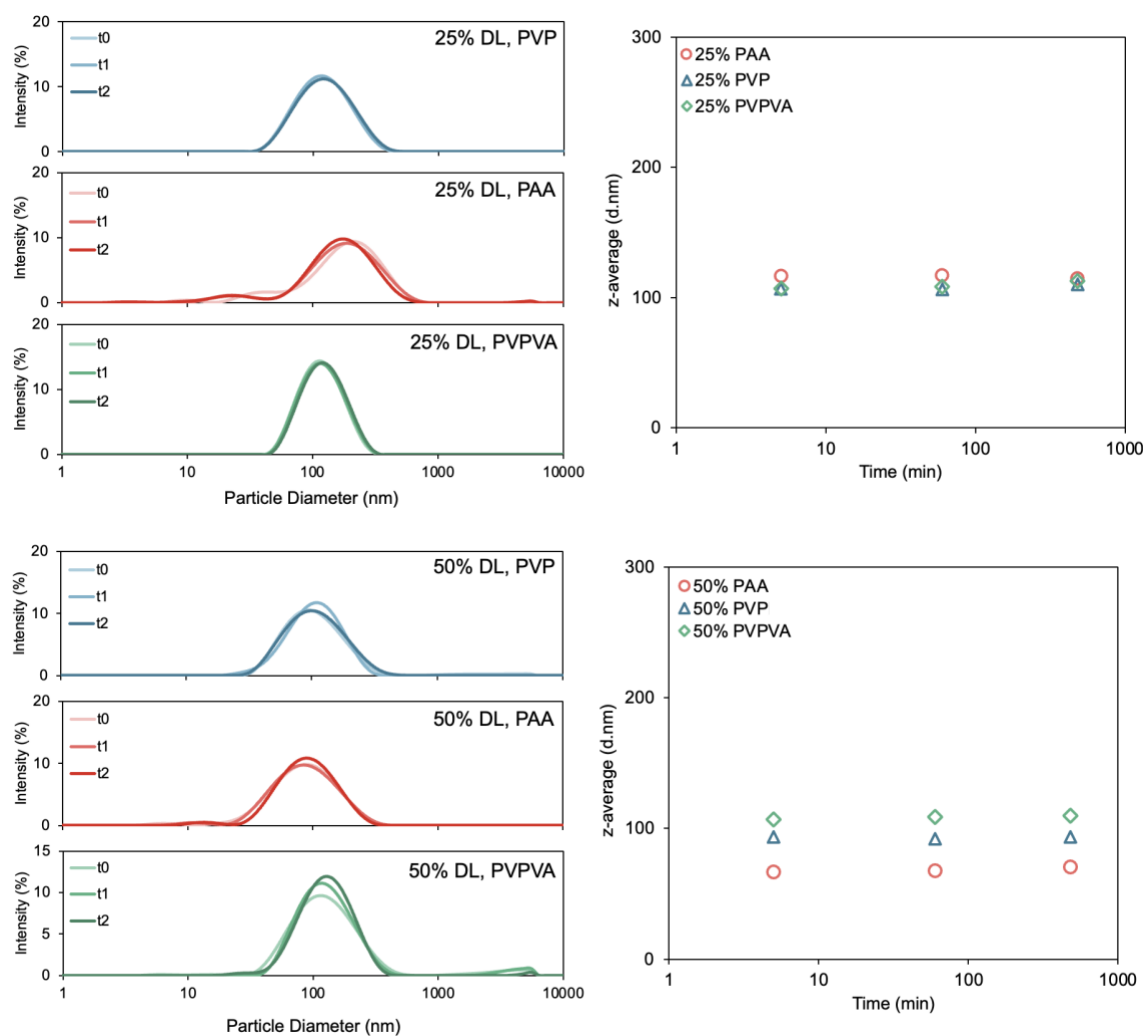 20
10
0
Intensity (%)
t0
t1
t2
25% DL, PVP
20
10
0
Intensity (%)
t0
t1
t2
25% DL, PAA
20
10
0
Intensity (%)
t0
t1
t2
25% DL, PVPVA
1 10 100 1000 10000
Particle Diameter (nm)
300
200
100
0
z-average (d.nm)
25% PAA
25% PVP
25% PVPVA
1 10 100 1000
Time (min)
20
10
0
Intensity (%)
t0
t1
t2
50% DL, PVP
20
10
0
Intensity (%)
t0
t1
t2
50% DL, PAA
15
10
5
0
Intensity (%)
t0
t1
t2
50% DL, PVPVA
1 10 100 1000 10000
Particle Diameter (nm)
300
200
100
0
z-average (d.nm)
50% PAA
50% PVP
50% PVPVA
1 10 100 1000
Time (min)